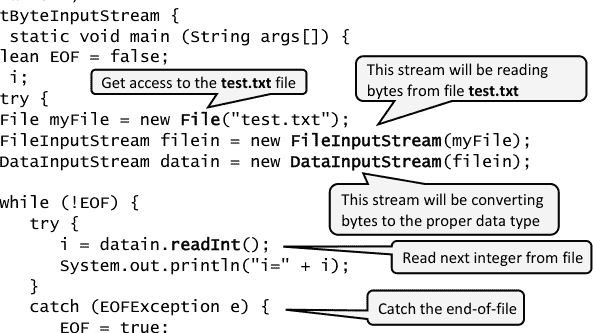 tByteInputStream {
static void main (String args[]) {
lean EOF = false;
i;
Get access to the test.txt file
This stream will be reading
bytes from file test.txt
try {
File myFile = new File("test.txt");
FileInputStream filein = new FileInputStream(myFile);
DataInputStream datain = new DataInputStream(filein);
This stream will be converting
bytes to the proper data type
while (!EOF) {
try {
i = datain.readInt();
Read next integer from file
System.out.println("i=" + i);
}
catch (EOFException e) {
Catch the end-of-file
EOF = true;